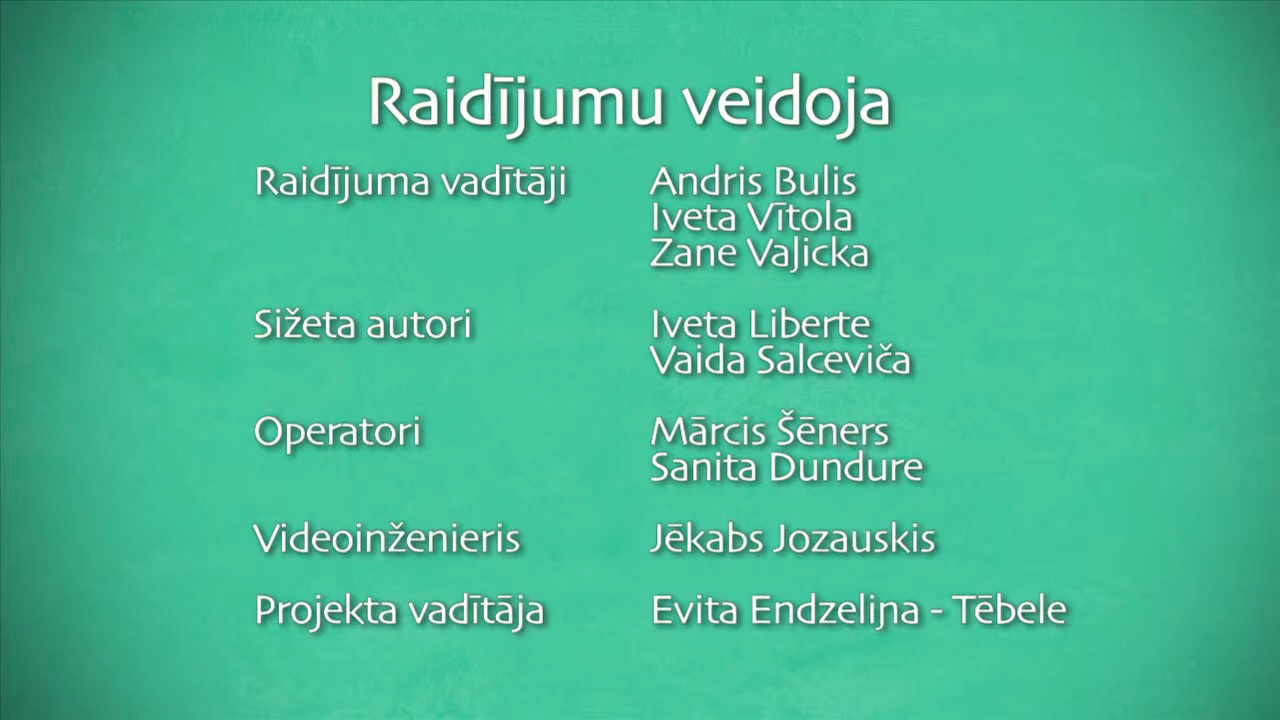 Raidījumu veidoja
Raidījuma vadītāji Andris Bulis
Iveta Vītola
Zane Vaļicka
Sižeta autori Iveta Liberte
Vaida Salceviča
Operatori Mārcis Šēners
Sanita Dundure
Videoinženieris Jēkabs Jozauskis
Projekta vadītāja Evita Endzeliņa - Tēbele